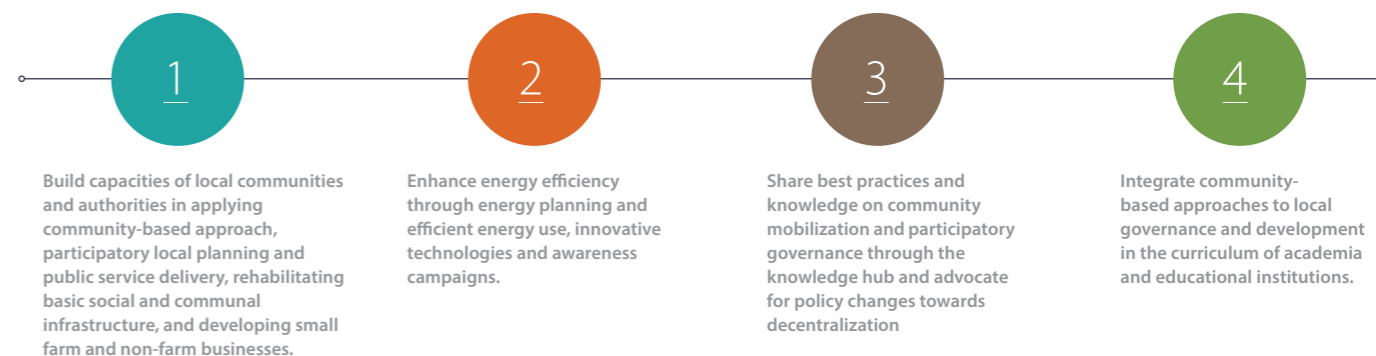 1
Build capacities of local communities
and authorities in applying
community-based approach,
participatory local planning and
public service delivery, rehabilitating
basic social and communal
infrastructure, and developing small
farm and non-farm businesses.
2
Enhance energy efficiency
through energy planning and
efficient energy use, innovative
technologies and awareness
campaigns.
3
Share best practices and
knowledge on community
mobilization and participatory
governance through the
knowledge hub and advocate
for policy changes towards
decentralization
4
Integrate community-
based approaches to local
governance and development
in the curriculum of academia
and educational institutions.